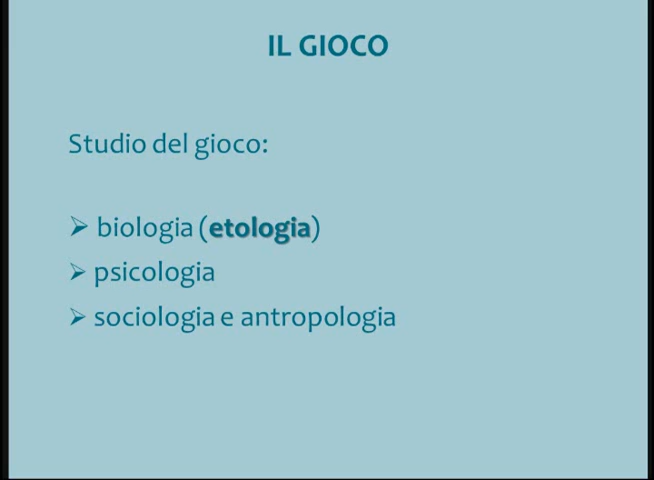 IL GIOCO
Studio del gioco:
➢ biologia (etologia)
➢ psicologia
➢ sociologia e antropologia